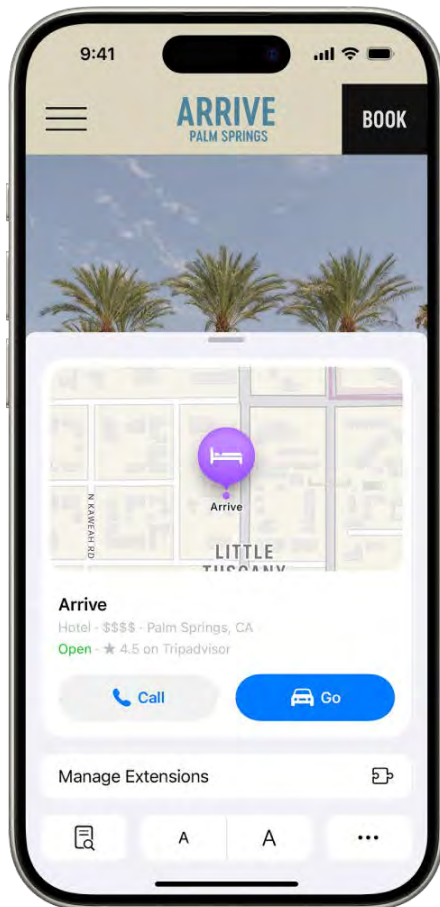 9:41
ARRIVE
PALM SPRINGS
BOOK
N KAWEAH RD
Arrive
LITTLE
TUSCANY
Arrive
Hotel · $$$$ · Palm Springs, CA
Open · ★ 4.5 on Tripadvisor
Call
Go
Manage Extensions
A
A